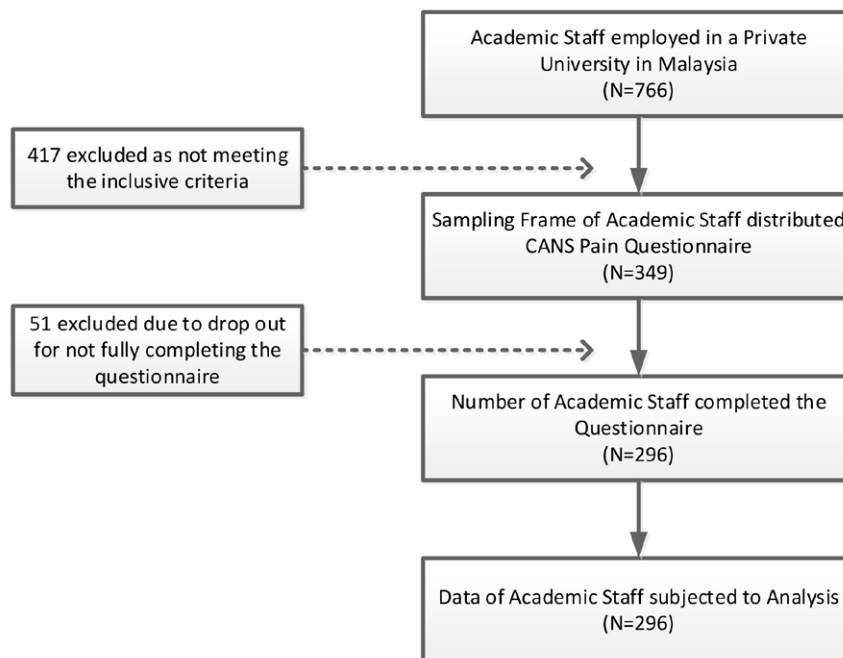 Academic Staff employed in a Private
University in Malaysia
(N=766)
417 excluded as not meeting
the inclusive criteria
Sampling Frame of Academic Staff distributed
CANS Pain Questionnaire
(N=349)
51 excluded due to drop out
for not fully completing the
questionnaire
Number of Academic Staff completed the
Questionnaire
(N=296)
Data of Academic Staff subjected to Analysis
(N=296)